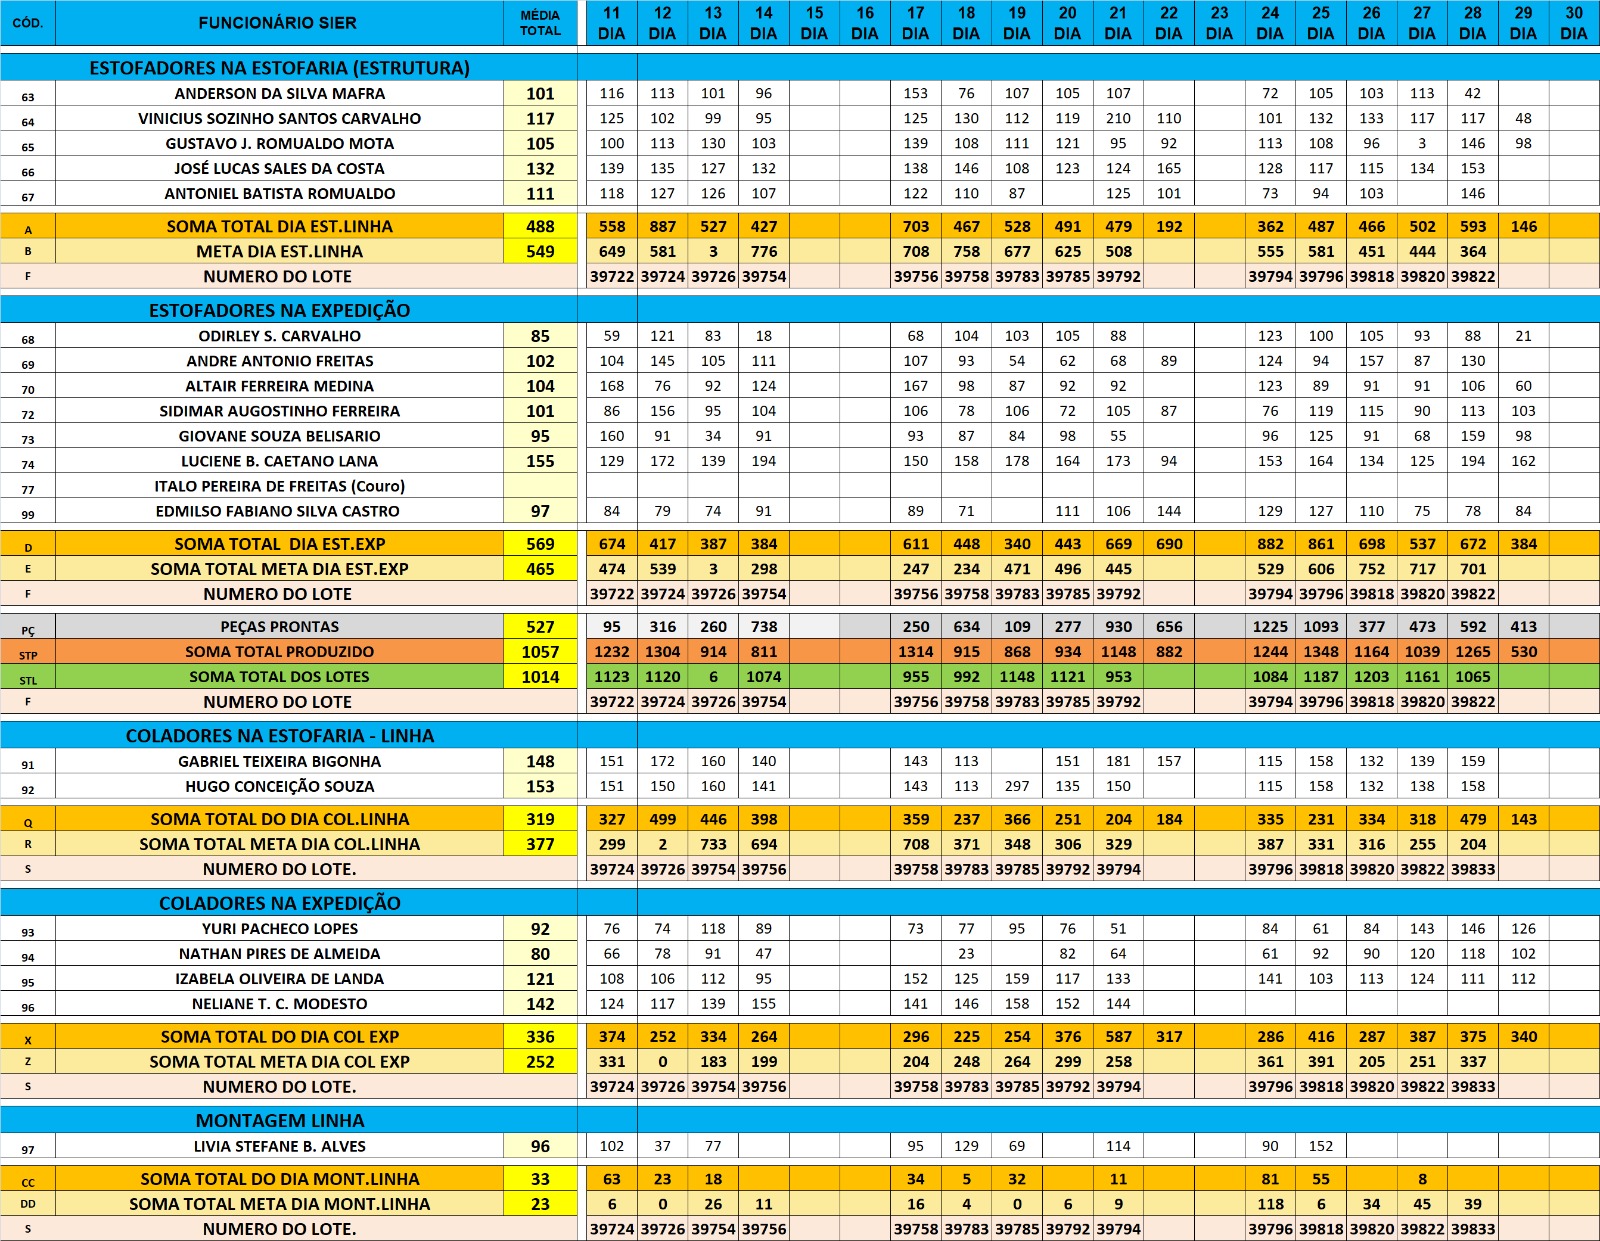 CÓD. FUNCIONÁRIO SIER MÉDIA TOTAL 11 DIA 12 DIA 13 DIA 14 DIA 15 DIA 16 DIA 17 DIA 18 DIA 19 DIA 20 DIA 21 DIA 22 DIA 23 DIA 24 DIA 25 DIA 26 DIA 27 DIA 28 DIA 29 DIA 30 DIA
ESTOFADORES NA ESTOFARIA (ESTRUTURA)
63 ANDERSON DA SILVA MAFRA 101 116 113 101 96 153 76 107 105 107 72 105 103 113 42
64 VINICIUS SOZINHO SANTOS CARVALHO 117 125 102 99 95 125 130 112 119 210 110 101 132 133 117 117 48
65 GUSTAVO J. ROMUALDO MOTA 105 100 113 130 103 139 108 111 121 95 92 113 108 96 3 146 98
66 JOSÉ LUCAS SALES DA COSTA 132 139 135 127 132 138 146 108 123 124 165 128 117 115 134 153
67 ANTONIEL BATISTA ROMUALDO 111 118 127 126 107 122 110 87 125 101 73 94 103 146
A SOMA TOTAL DIA EST.LINHA 488 558 887 527 427 703 467 528 491 479 192 362 487 466 502 593 146
B META DIA EST.LINHA 549 649 581 3 776 708 758 677 625 508 555 581 451 444 364
F NUMERO DO LOTE 39722 39724 39726 39754 39756 39758 39783 39785 39792 39794 39796 39818 39820 39822
ESTOFADORES NA EXPEDIÇÃO
68 ODIRLEY S. CARVALHO 85 59 121 83 18 68 104 103 105 88 123 100 105 93 88 21
69 ANDRE ANTONIO FREITAS 102 104 145 105 111 107 93 54 62 68 89 124 94 157 87 130
70 ALTAIR FERREIRA MEDINA 104 168 76 92 124 167 98 87 92 92 123 89 91 91 106 60
72 SIDIMAR AUGOSTINHO FERREIRA 101 86 156 95 104 106 78 106 72 105 87 76 119 115 90 113 103
73 GIOVANE SOUZA BELISARIO 95 160 91 34 91 93 87 84 98 55 96 125 91 68 159 98
74 LUCIENE B. CAETANO LANA 155 129 172 139 194 150 158 178 164 173 94 153 164 134 125 194 162
77 ITALO PEREIRA DE FREITAS (Couro)
99 EDMILSO FABIANO SILVA CASTRO 97 84 79 74 91 89 71 111 106 144 129 127 110 75 78 84
D SOMA TOTAL DIA EST.EXP 569 674 417 387 384 611 448 340 443 669 690 882 861 698 537 672 384
E SOMA TOTAL META DIA EST.EXP 465 474 539 3 298 247 234 471 496 445 529 606 752 717 701
F NUMERO DO LOTE 39722 39724 39726 39754 39756 39758 39783 39785 39792 39794 39796 39818 39820 39822
PÇ PEÇAS PRONTAS 527 95 316 260 738 250 634 109 277 930 656 1225 1093 377 473 592 413
STP SOMA TOTAL PRODUZIDO 1057 1232 1304 914 811 1314 915 868 934 1148 882 1244 1348 1164 1039 1265 530
STL SOMA TOTAL DOS LOTES 1014 1123 1120 6 1074 955 992 1148 1121 953 1084 1187 1203 1161 1065
F NUMERO DO LOTE 39722 39724 39726 39754 39756 39758 39783 39785 39792 39794 39796 39818 39820 39822
COLADORES NA ESTOFARIA - LINHA
91 GABRIEL TEIXEIRA BIGONHA 148 151 172 160 140 143 113 151 181 157 115 158 132 139 159
92 HUGO CONCEIÇÃO SOUZA 153 151 150 160 141 143 113 297 135 150 115 158 132 138 158
Q SOMA TOTAL DO DIA COL.LINHA 319 327 499 446 398 359 237 366 251 204 184 335 231 334 318 479 143
R SOMA TOTAL META DIA COL.LINHA 377 299 2 733 694 708 371 348 306 329 387 331 316 255 204
S NUMERO DO LOTE. 39724 39726 39754 39756 39758 39783 39785 39792 39794 39796 39818 39820 39822 39833
COLADORES NA EXPEDIÇÃO
93 YURI PACHECO LOPES 92 76 74 118 89 73 77 95 76 51 84 61 84 143 146 126
94 NATHAN PIRES DE ALMEIDA 80 66 78 91 47 23 82 64 61 92 90 120 118 102
95 IZABELA OLIVEIRA DE LANDA 121 108 106 112 95 152 125 159 117 133 141 103 113 124 111 112
96 NELIANE T. C. MODESTO 142 124 117 139 155 141 146 158 152 144
X SOMA TOTAL DO DIA COL EXP 336 374 252 334 264 296 225 254 376 587 317 286 416 287 387 375 340
Z SOMA TOTAL META DIA COL EXP 252 331 0 183 199 204 248 264 299 258 361 391 205 251 337
S NUMERO DO LOTE. 39724 39726 39754 39756 39758 39783 39785 39792 39794 39796 39818 39820 39822 39833
MONTAGEM LINHA
97 LIVIA STEFANE B. ALVES 96 102 37 77 95 129 69 114 90 152
CC SOMA TOTAL DO DIA MONT.LINHA 33 63 23 18 34 5 32 11 81 55 8
DD SOMA TOTAL META DIA MONT.LINHA 23 6 0 26 11 16 4 0 6 9 118 6 34 45 39
S NUMERO DO LOTE. 39724 39726 39754 39756 39758 39783 39785 39792 39794 39796 39818 39820 39822 39833